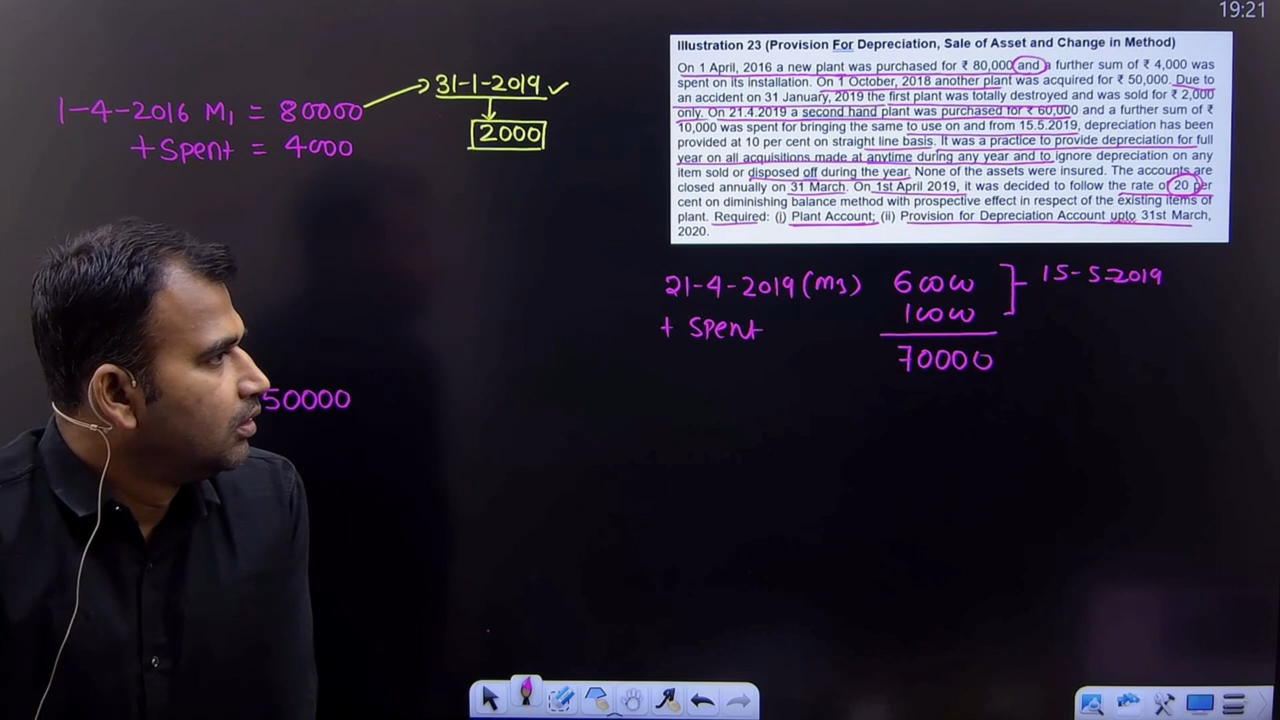 19:21
Illustration 23 (Provision For Depreciation, Sale of Asset and Change in Method)
On 1 April, 2016 a new plant was purchased for ₹ 80,000 and a further sum of ₹ 4,000 was
spent on its installation. On 1 October, 2018 another plant was acquired for ₹ 50,000. Due to
an accident on 31 January, 2019 the first plant was totally destroyed and was sold for ₹ 2,000
only. On 21.4.2019 a second hand plant was purchased for ₹ 60,000 and a further sum of ₹
10,000 was spent for bringing the same to use on and from 15.5.2019, depreciation has been
provided at 10 per cent on straight line basis. It was a practice to provide depreciation for full
year on all acquisitions made at anytime during any year and to ignore depreciation on any
item sold or disposed off during the year. None of the assets were insured. The accounts are
closed annually on 31 March. On 1st April 2019, it was decided to follow the rate of 20 per
cent on diminishing balance method with prospective effect in respect of the existing items of
plant. Required: (i) Plant Account; (ii) Provision for Depreciation Account upto 31st March,
2020.
1-4-2016 M1 = 80000
+ Spent = 4000
31-1-2019 ✓
2000
50000
21-4-2019 (M3) 60000
+ Spent 10000
15-5-2019
70000